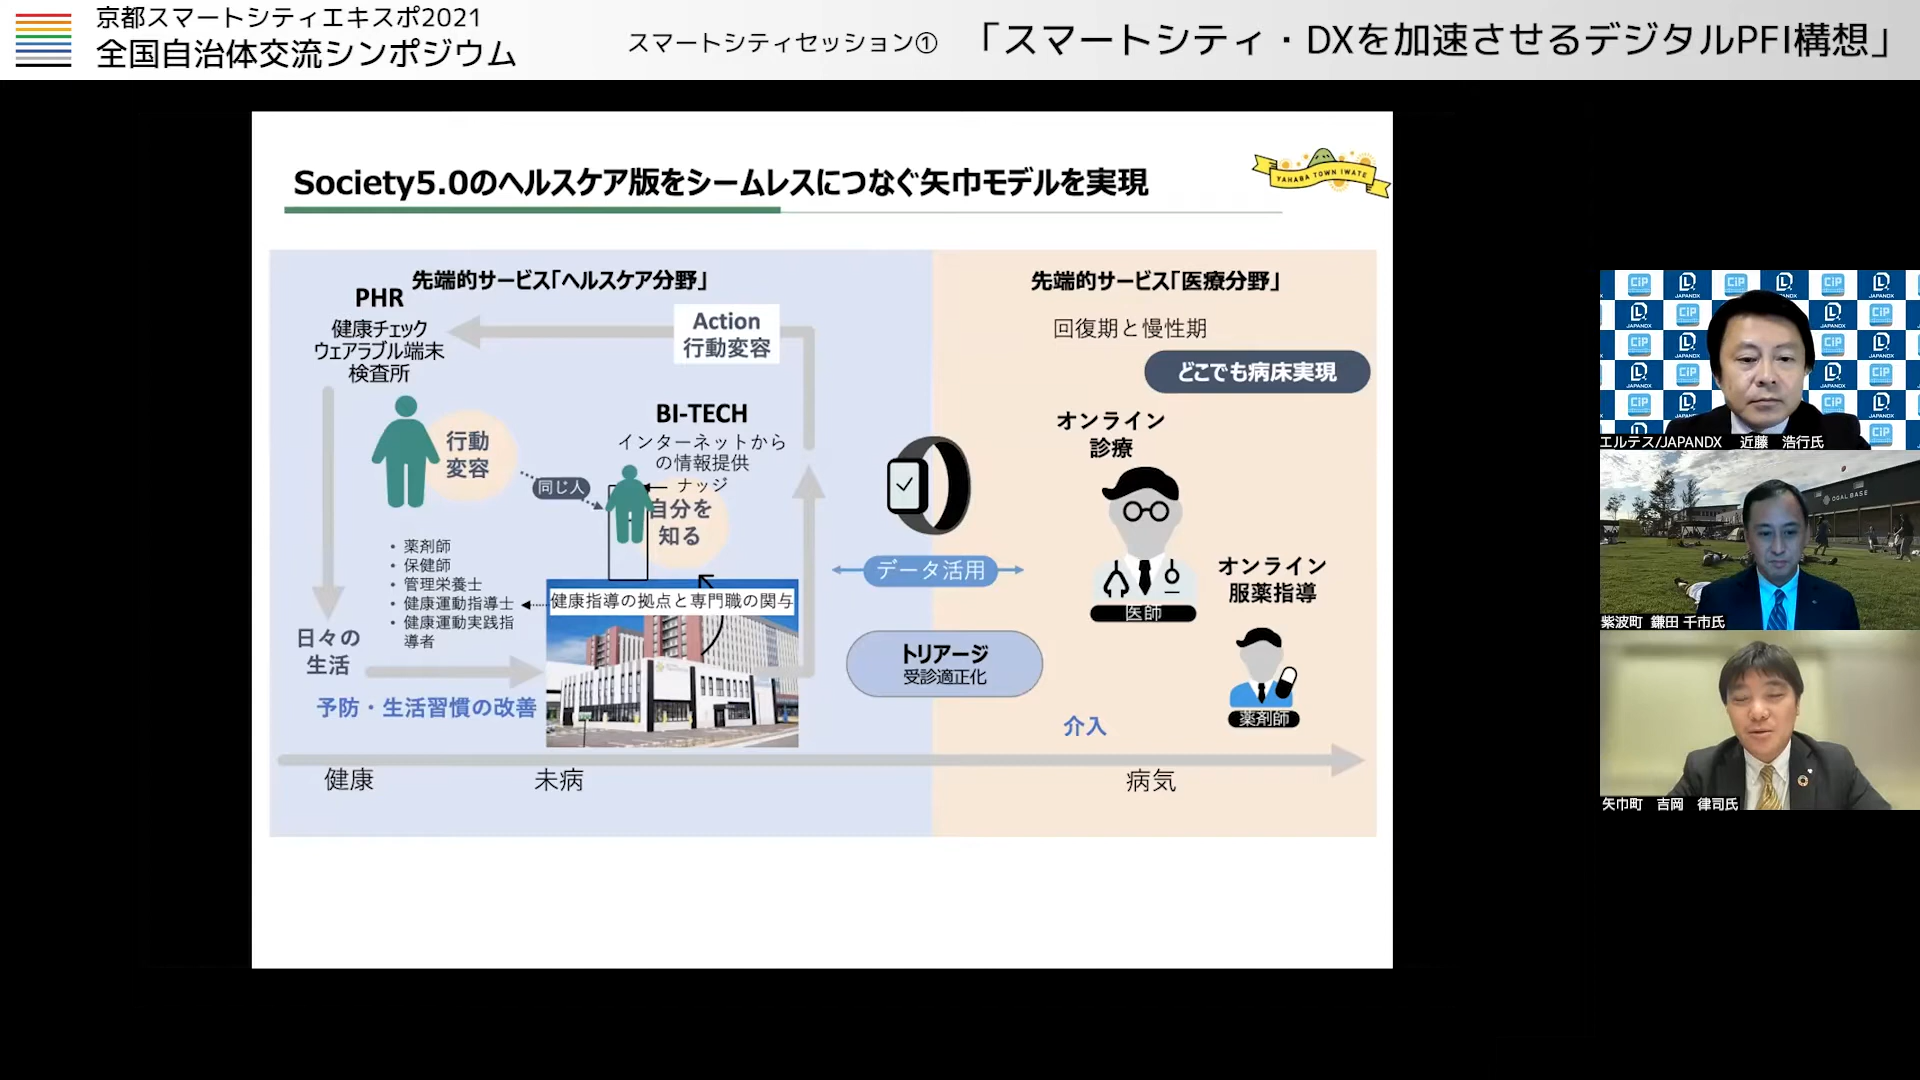 京都スマートシティエキスポ2021
全国自治体交流シンポジウム
スマートシティセッション① 「スマートシティ・DXを加速させるデジタルPFI構想」
Society5.0のヘルスケア版をシームレスにつなぐ矢巾モデルを実現
YAHABA TOWN IWATE
先端的サービス「ヘルスケア分野」
PHR
健康チェック
ウェアラブル端末
検査所
Action
行動変容
BI-TECH
インターネットから
の情報提供
ナッジ
行動
変容
同じ人
自分を
知る
・薬剤師
・保健師
・管理栄養士
・健康運動指導士
・健康運動実践指
導者
健康指導の拠点と専門職の関与
日々の
生活
予防・生活習慣の改善
データ活用
トリアージ
受診適正化
先端的サービス「医療分野」
回復期と慢性期
どこでも病床実現
オンライン
診療
医師
オンライン
服薬指導
薬剤師
介入
健康
未病
病気
CiP
JAPANDX
エルテス/JAPANDX 近藤 浩行氏
OGAL BASE
紫波町 鎌田 千市氏
矢巾町 吉岡 律司氏